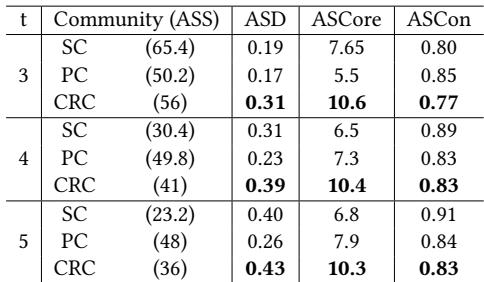 t Community (ASS) ASD ASCore ASCon
SC (65.4) 0.19 7.65 0.80
3 PC (50.2) 0.17 5.5 0.85
CRC (56) 0.31 10.6 0.77
SC (30.4) 0.31 6.5 0.89
4 PC (49.8) 0.23 7.3 0.83
CRC (41) 0.39 10.4 0.83
SC (23.2) 0.40 6.8 0.91
5 PC (48) 0.26 7.9 0.84
CRC (36) 0.43 10.3 0.83